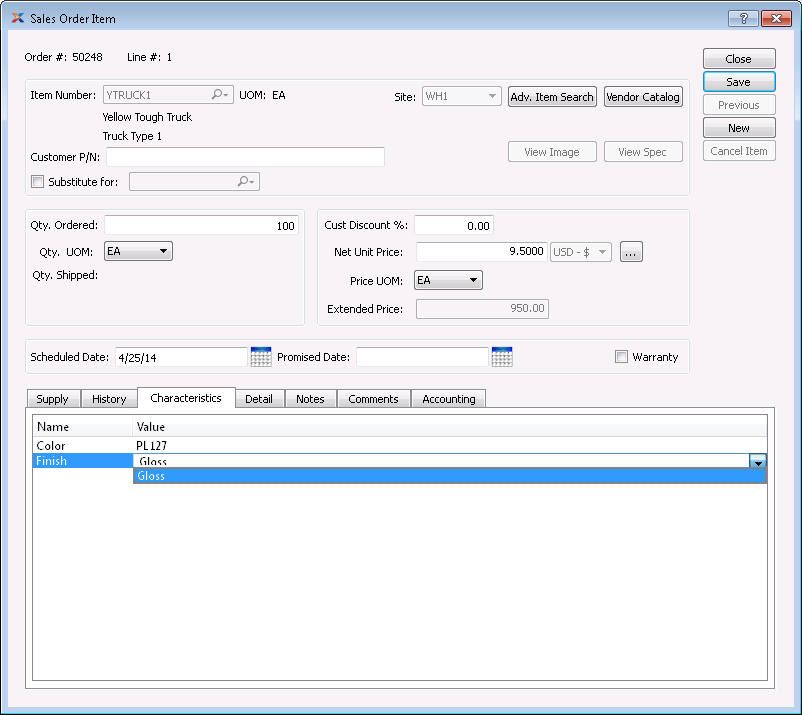 Sales Order Item
?
Order #: 50248 Line #: 1
Close
Save
Previous
New
Cancel Item
Item Number: YTRUCK1 UOM: EA Site: WH1 Adv. Item Search Vendor Catalog
Yellow Tough Truck
Truck Type 1
Customer P/N: View Image View Spec
Substitute for:
Qty. Ordered: 100
Qty. UOM: EA
Qty. Shipped:
Cust Discount %: 0.00
Net Unit Price: 9.5000 USD - $ ...
Price UOM: EA
Extended Price: 950.00
Scheduled Date: 4/25/14 Promised Date: Warranty
Supply History Characteristics Detail Notes Comments Accounting
Name Value
Color PL127
Finish Gloss
Gloss